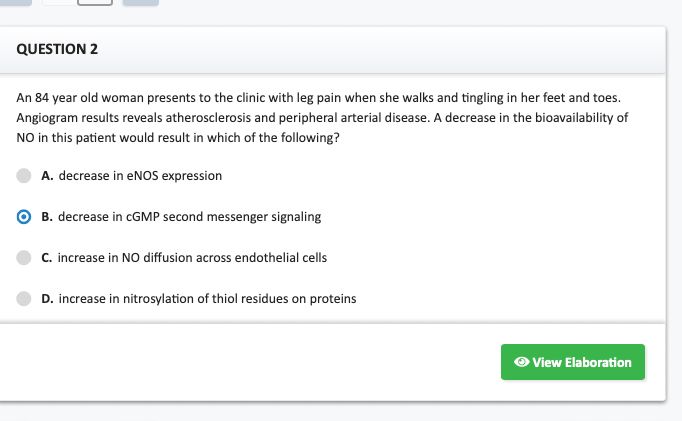 QUESTION 2
An 84 year old woman presents to the clinic with leg pain when she walks and tingling in her feet and toes.
Angiogram results reveals atherosclerosis and peripheral arterial disease. A decrease in the bioavailability of
NO in this patient would result in which of the following?
A. decrease in eNOS expression
B. decrease in cGMP second messenger signaling
C. increase in NO diffusion across endothelial cells
D. increase in nitrosylation of thiol residues on proteins
View Elaboration